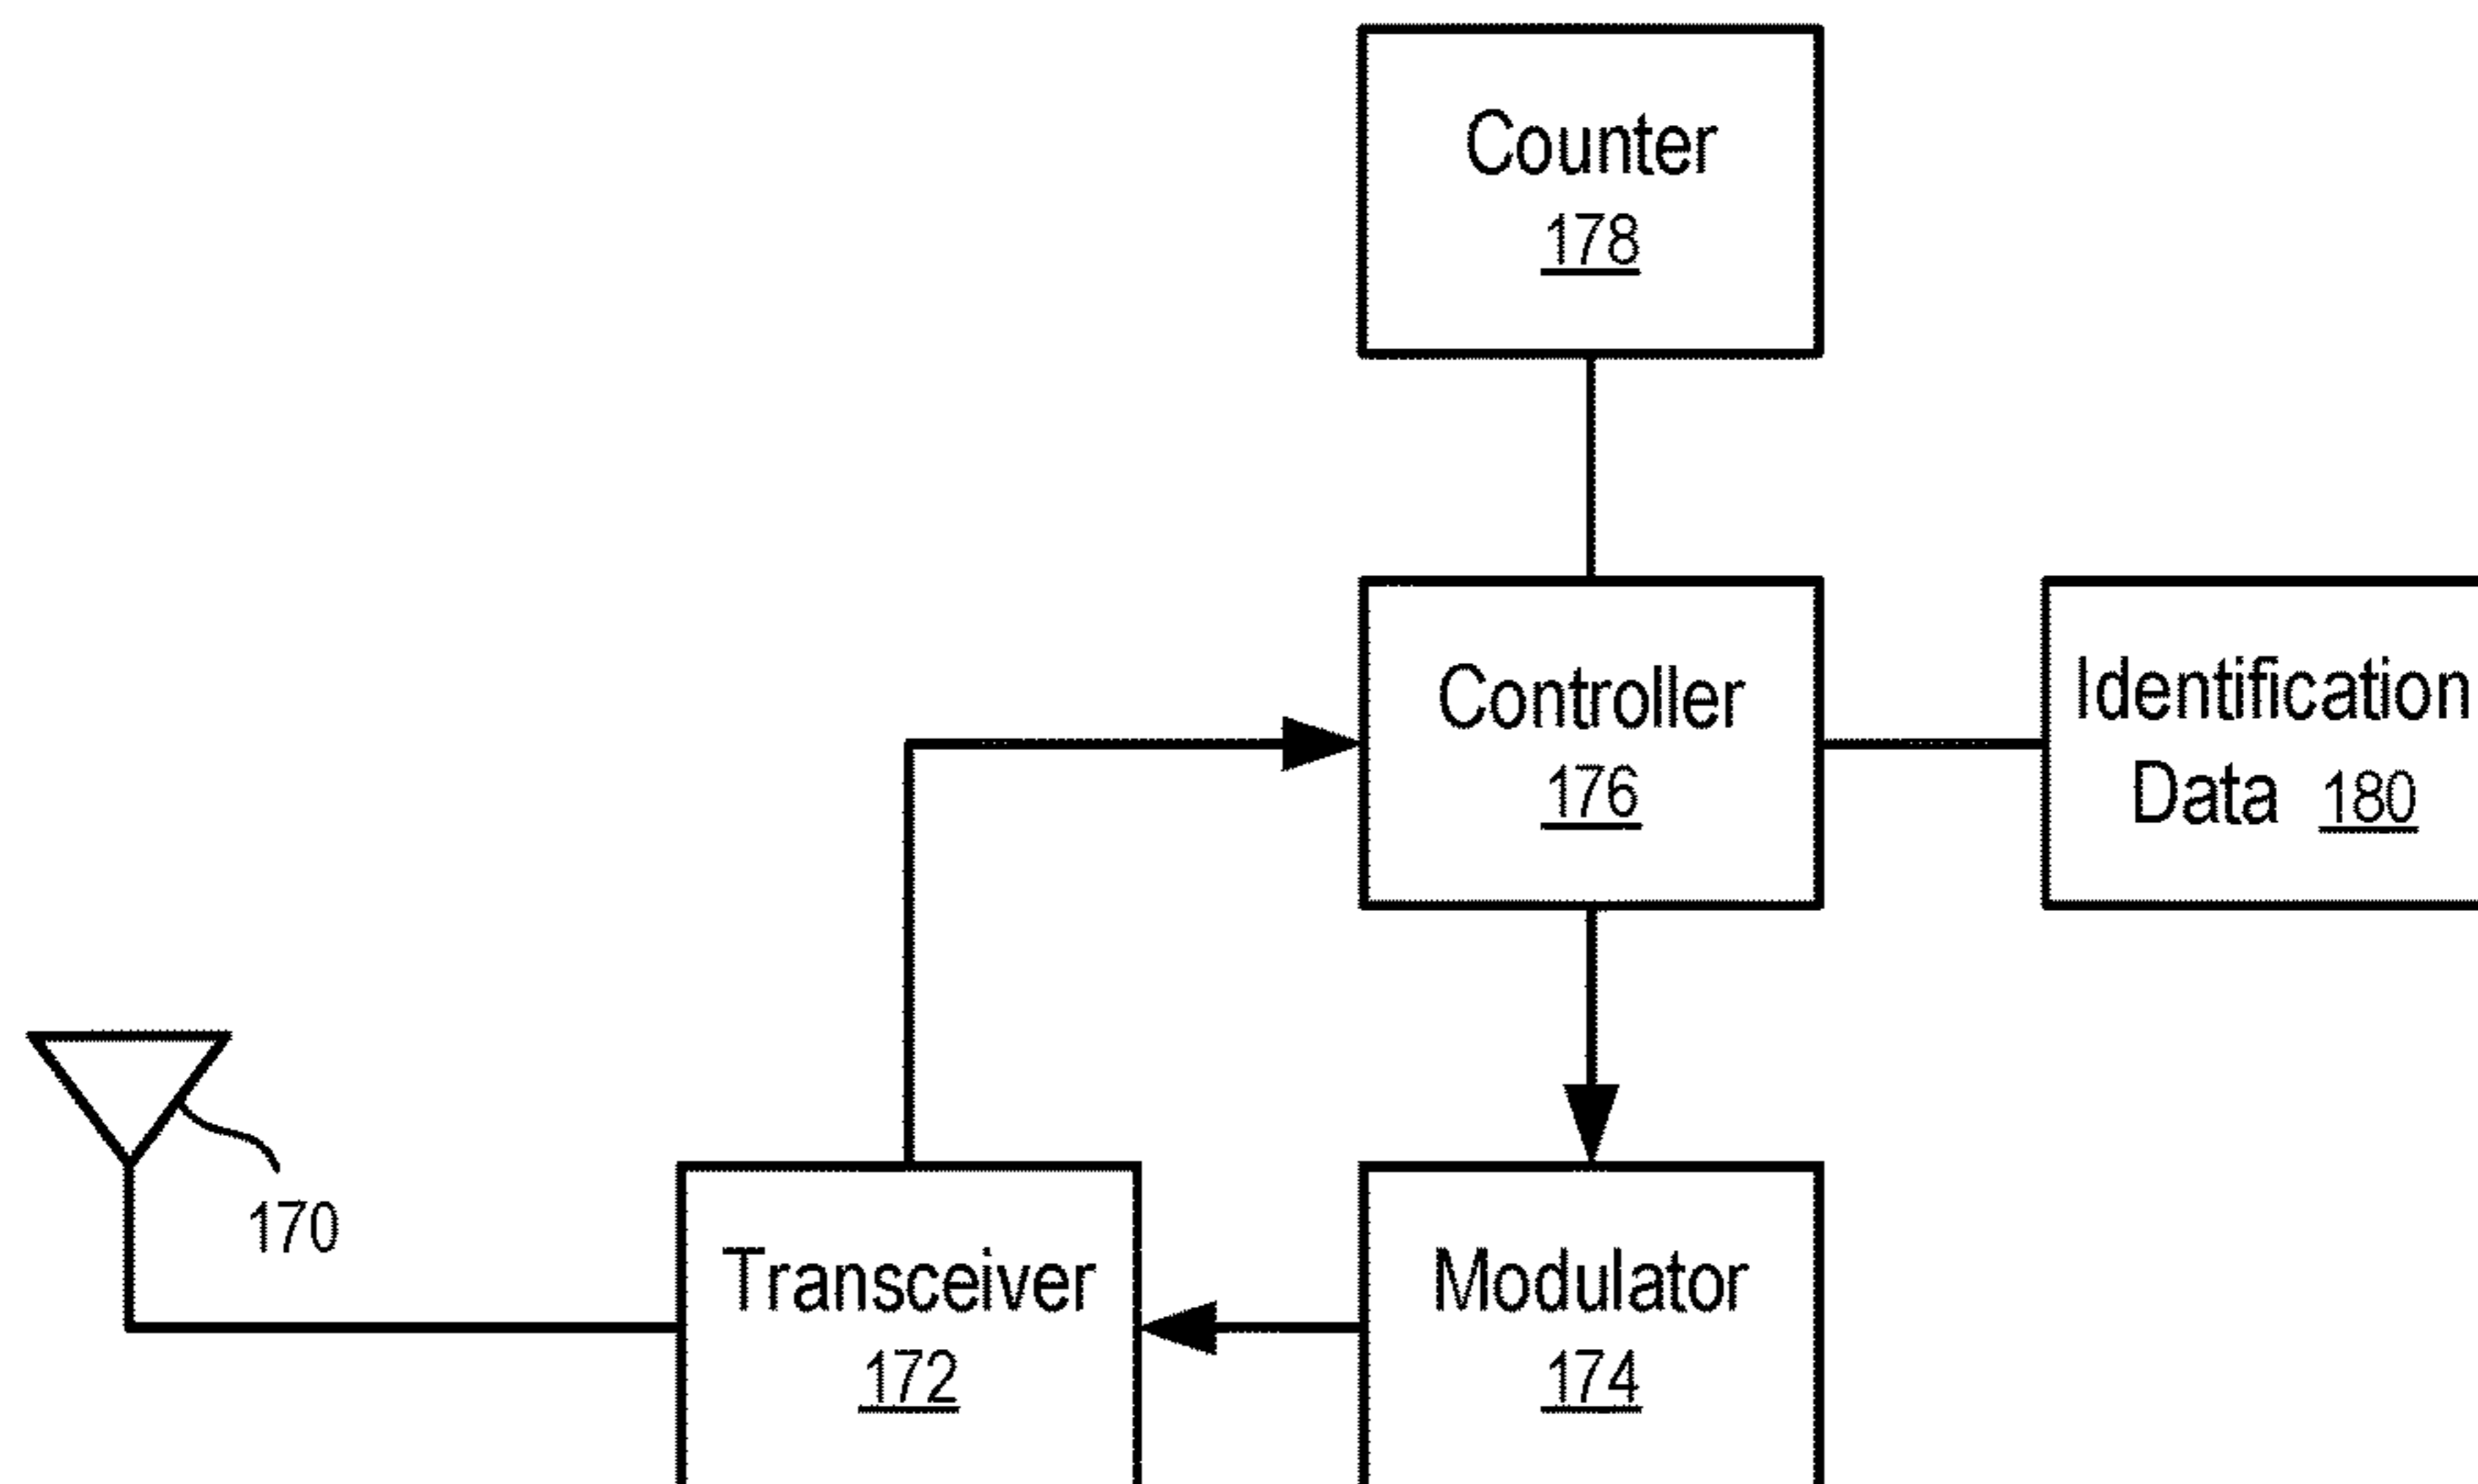 Counter
178
Controller
176
Identification
Data 180
170
Transceiver
172
Modulator
174